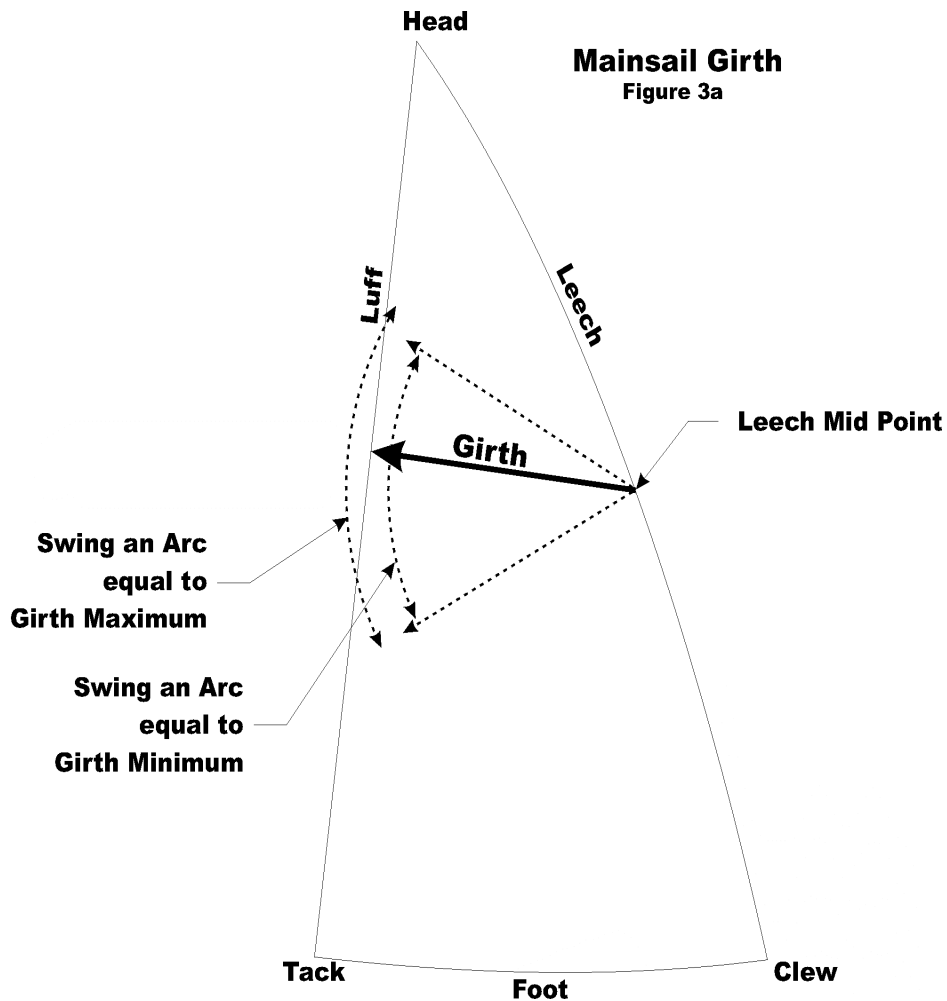 Head
Mainsail Girth
Figure 3a
Luff
Leech
Leech Mid Point
Girth
Swing an Arc
equal to
Girth Maximum
Swing an Arc
equal to
Girth Minimum
Tack
Clew
Foot